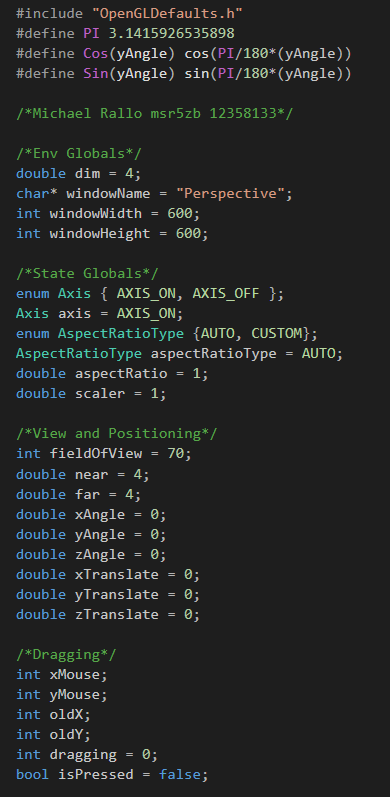 #include "OpenGLDefaults.h"
#define PI 3.1415926535898
#define Cos(yAngle) cos(PI/180*(yAngle))
#define Sin(yAngle) sin(PI/180*(yAngle))
/*Michael Rallo msr5zb 12358133*/
/*Env Globals*/
double dim = 4;
char* windowName = "Perspective";
int windowWidth = 600;
int windowHeight = 600;
/*State Globals*/
enum Axis { AXIS_ON, AXIS_OFF };
Axis axis = AXIS_ON;
enum AspectRatioType {AUTO, CUSTOM};
AspectRatioType aspectRatioType = AUTO;
double aspectRatio = 1;
double scaler = 1;
/*View and Positioning*/
int fieldOfView = 70;
double near = 4;
double far = 4;
double xAngle = 0;
double yAngle = 0;
double zAngle = 0;
double xTranslate = 0;
double yTranslate = 0;
double zTranslate = 0;
/*Dragging*/
int xMouse;
int yMouse;
int oldX;
int oldY;
int dragging = 0;
bool isPressed = false;